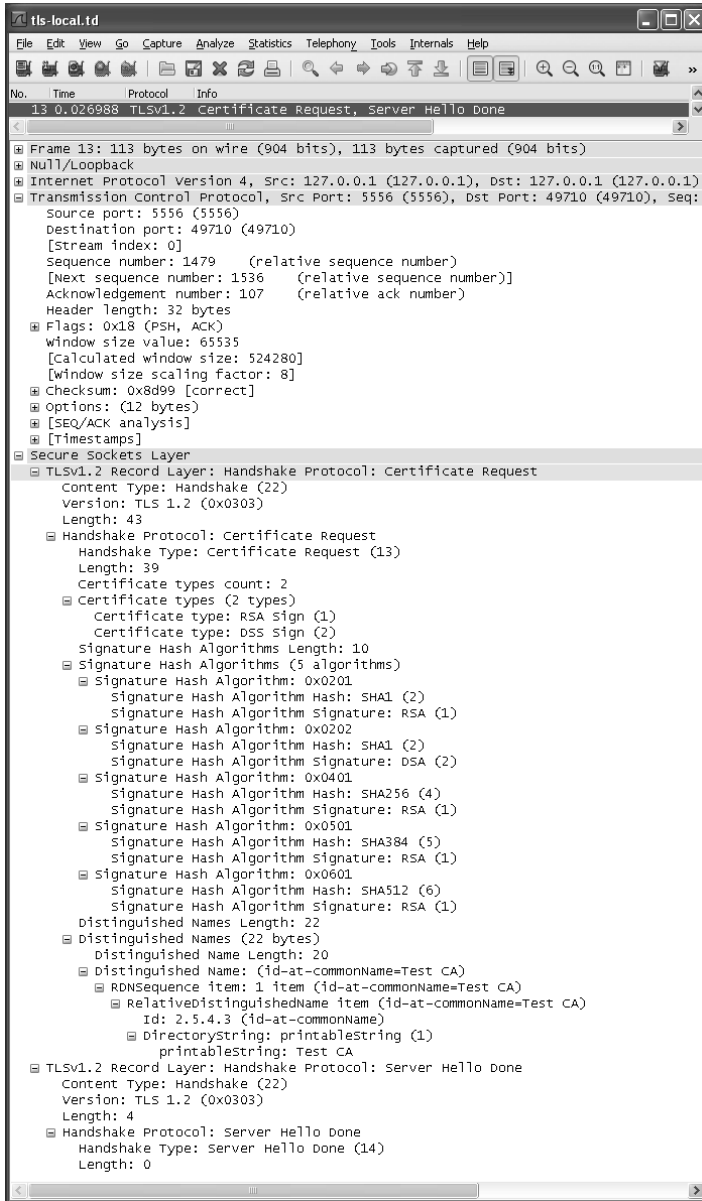 tls-local.td
File Edit View Go Capture Analyze Statistics Telephony Tools Internals Help
No. Time Protocol Info
13 0.026988 TLSv1.2 Certificate Request, Server Hello Done
Frame 13: 113 bytes on wire (904 bits), 113 bytes captured (904 bits)
Null/Loopback
Internet Protocol Version 4, Src: 127.0.0.1 (127.0.0.1), Dst: 127.0.0.1 (127.0.0.1)
Transmission Control Protocol, Src Port: 5556 (5556), Dst Port: 49710 (49710), Seq:
Source port: 5556 (5556)
Destination port: 49710 (49710)
[Stream index: 0]
Sequence number: 1479 (relative sequence number)
[Next sequence number: 1536 (relative sequence number)]
Acknowledgement number: 107 (relative ack number)
Header length: 32 bytes
Flags: 0x18 (PSH, ACK)
Window size value: 65535
[Calculated window size: 524280]
[Window size scaling factor: 8]
Checksum: 0x8d99 [correct]
Options: (12 bytes)
[SEQ/ACK analysis]
[Timestamps]
Secure Sockets Layer
TLSv1.2 Record Layer: Handshake Protocol: Certificate Request
Content Type: Handshake (22)
Version: TLS 1.2 (0x0303)
Length: 43
Handshake Protocol: Certificate Request
Handshake Type: Certificate Request (13)
Length: 39
Certificate types count: 2
Certificate types (2 types)
Certificate type: RSA Sign (1)
Certificate type: DSS Sign (2)
Signature Hash Algorithms Length: 10
Signature Hash Algorithms (5 algorithms)
Signature Hash Algorithm: 0x0201
Signature Hash Algorithm Hash: SHA1 (2)
Signature Hash Algorithm Signature: RSA (1)
Signature Hash Algorithm: 0x0202
Signature Hash Algorithm Hash: SHA1 (2)
Signature Hash Algorithm Signature: DSA (2)
Signature Hash Algorithm: 0x0401
Signature Hash Algorithm Hash: SHA256 (4)
Signature Hash Algorithm Signature: RSA (1)
Signature Hash Algorithm: 0x0501
Signature Hash Algorithm Hash: SHA384 (5)
Signature Hash Algorithm Signature: RSA (1)
Signature Hash Algorithm: 0x0601
Signature Hash Algorithm Hash: SHA512 (6)
Signature Hash Algorithm Signature: RSA (1)
Distinguished Names Length: 22
Distinguished Names (22 bytes)
Distinguished Name Length: 20
Distinguished Name: (id-at-commonName=Test CA)
RDNSequence item: 1 item (id-at-commonName=Test CA)
RelativeDistinguishedName item (id-at-commonName=Test CA)
Id: 2.5.4.3 (id-at-commonName)
DirectoryString: printableString (1)
printableString: Test CA
TLSv1.2 Record Layer: Handshake Protocol: Server Hello Done
Content Type: Handshake (22)
Version: TLS 1.2 (0x0303)
Length: 4
Handshake Protocol: Server Hello Done
Handshake Type: Server Hello Done (14)
Length: 0